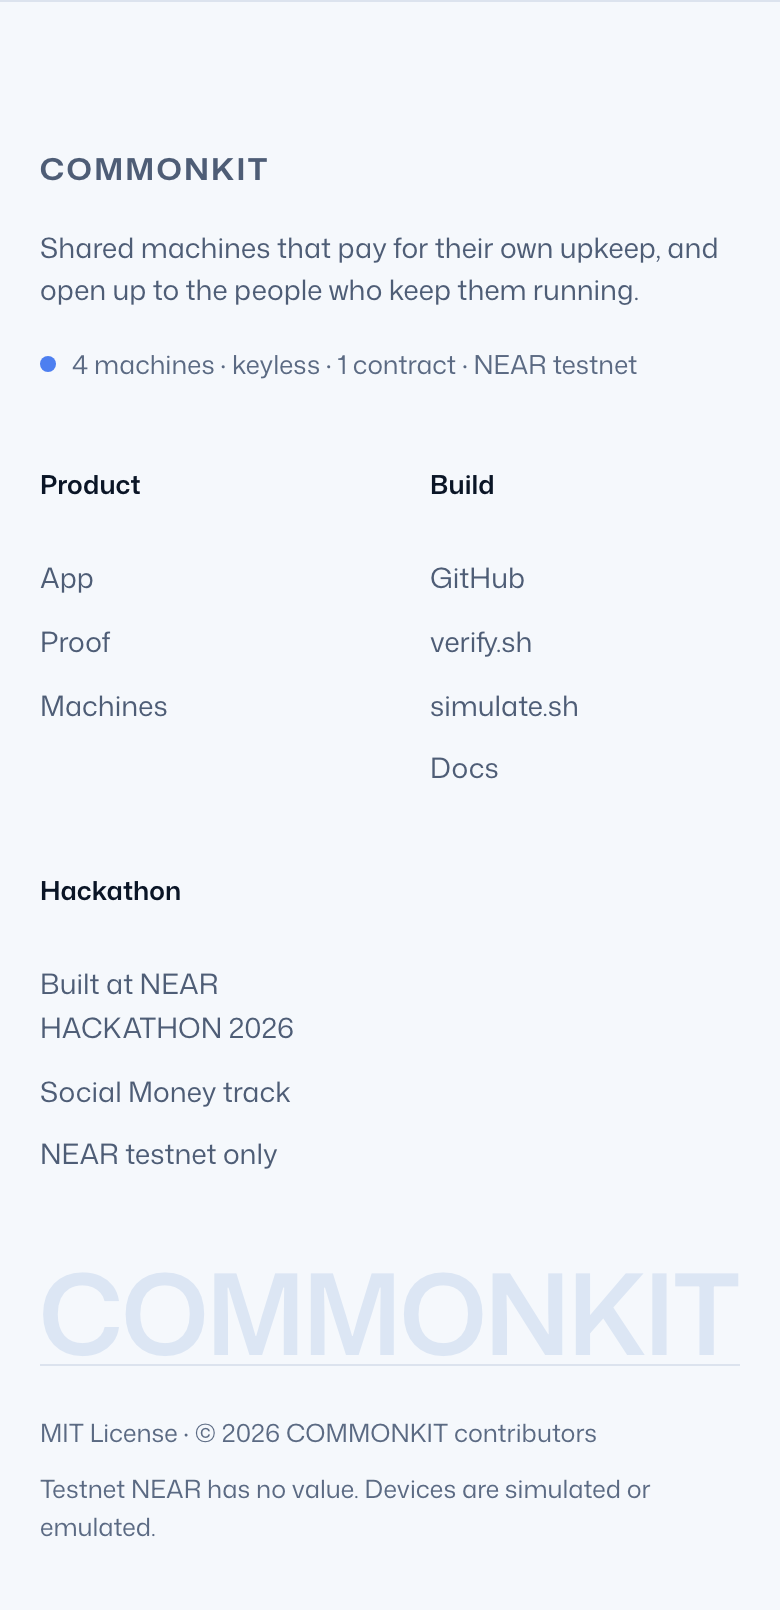 COMMONKIT
Shared machines that pay for their own upkeep, and
open up to the people who keep them running.
4 machines · keyless · 1 contract · NEAR testnet
Product
App
Proof
Machines
Build
GitHub
verify.sh
simulate.sh
Docs
Hackathon
Built at NEAR
HACKATHON 2026
Social Money track
NEAR testnet only
COMMONKIT
MIT License · © 2026 COMMONKIT contributors
Testnet NEAR has no value. Devices are simulated or
emulated.